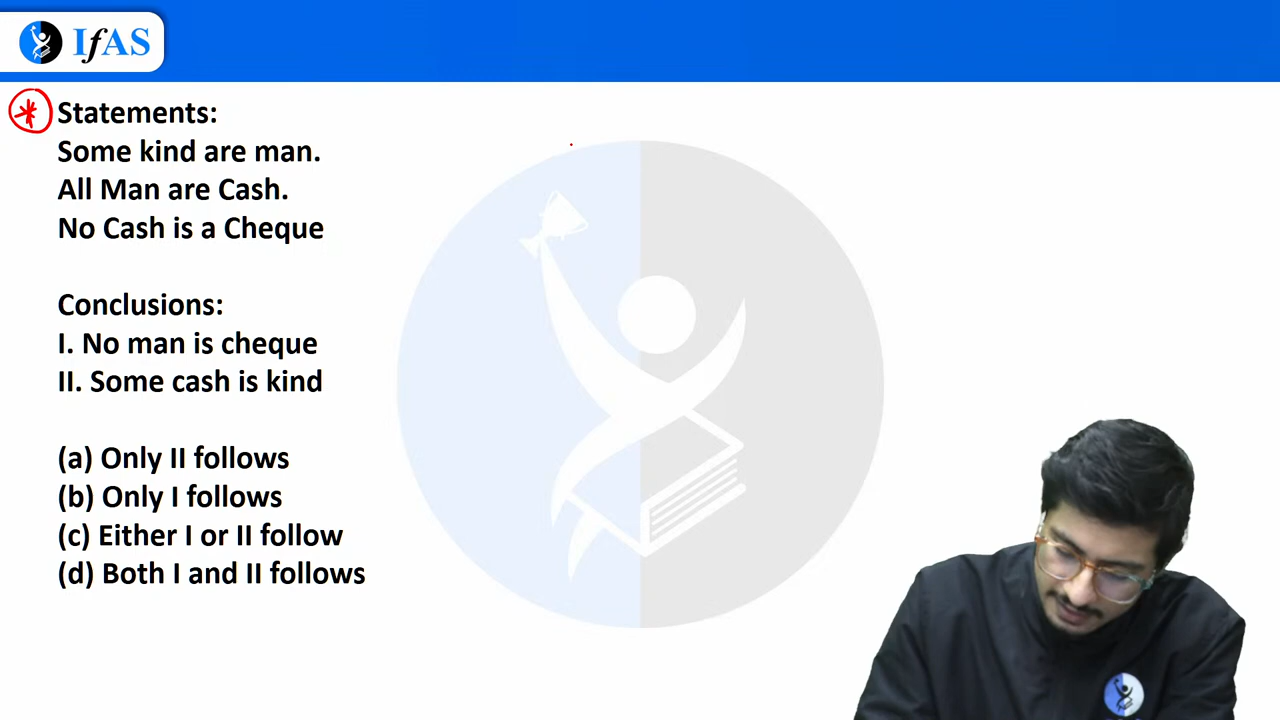 IfAS
Statements:
Some kind are man.
All Man are Cash.
No Cash is a Cheque
Conclusions:
I. No man is cheque
II. Some cash is kind
(a) Only II follows
(b) Only I follows
(c) Either I or II follow
(d) Both I and II follows